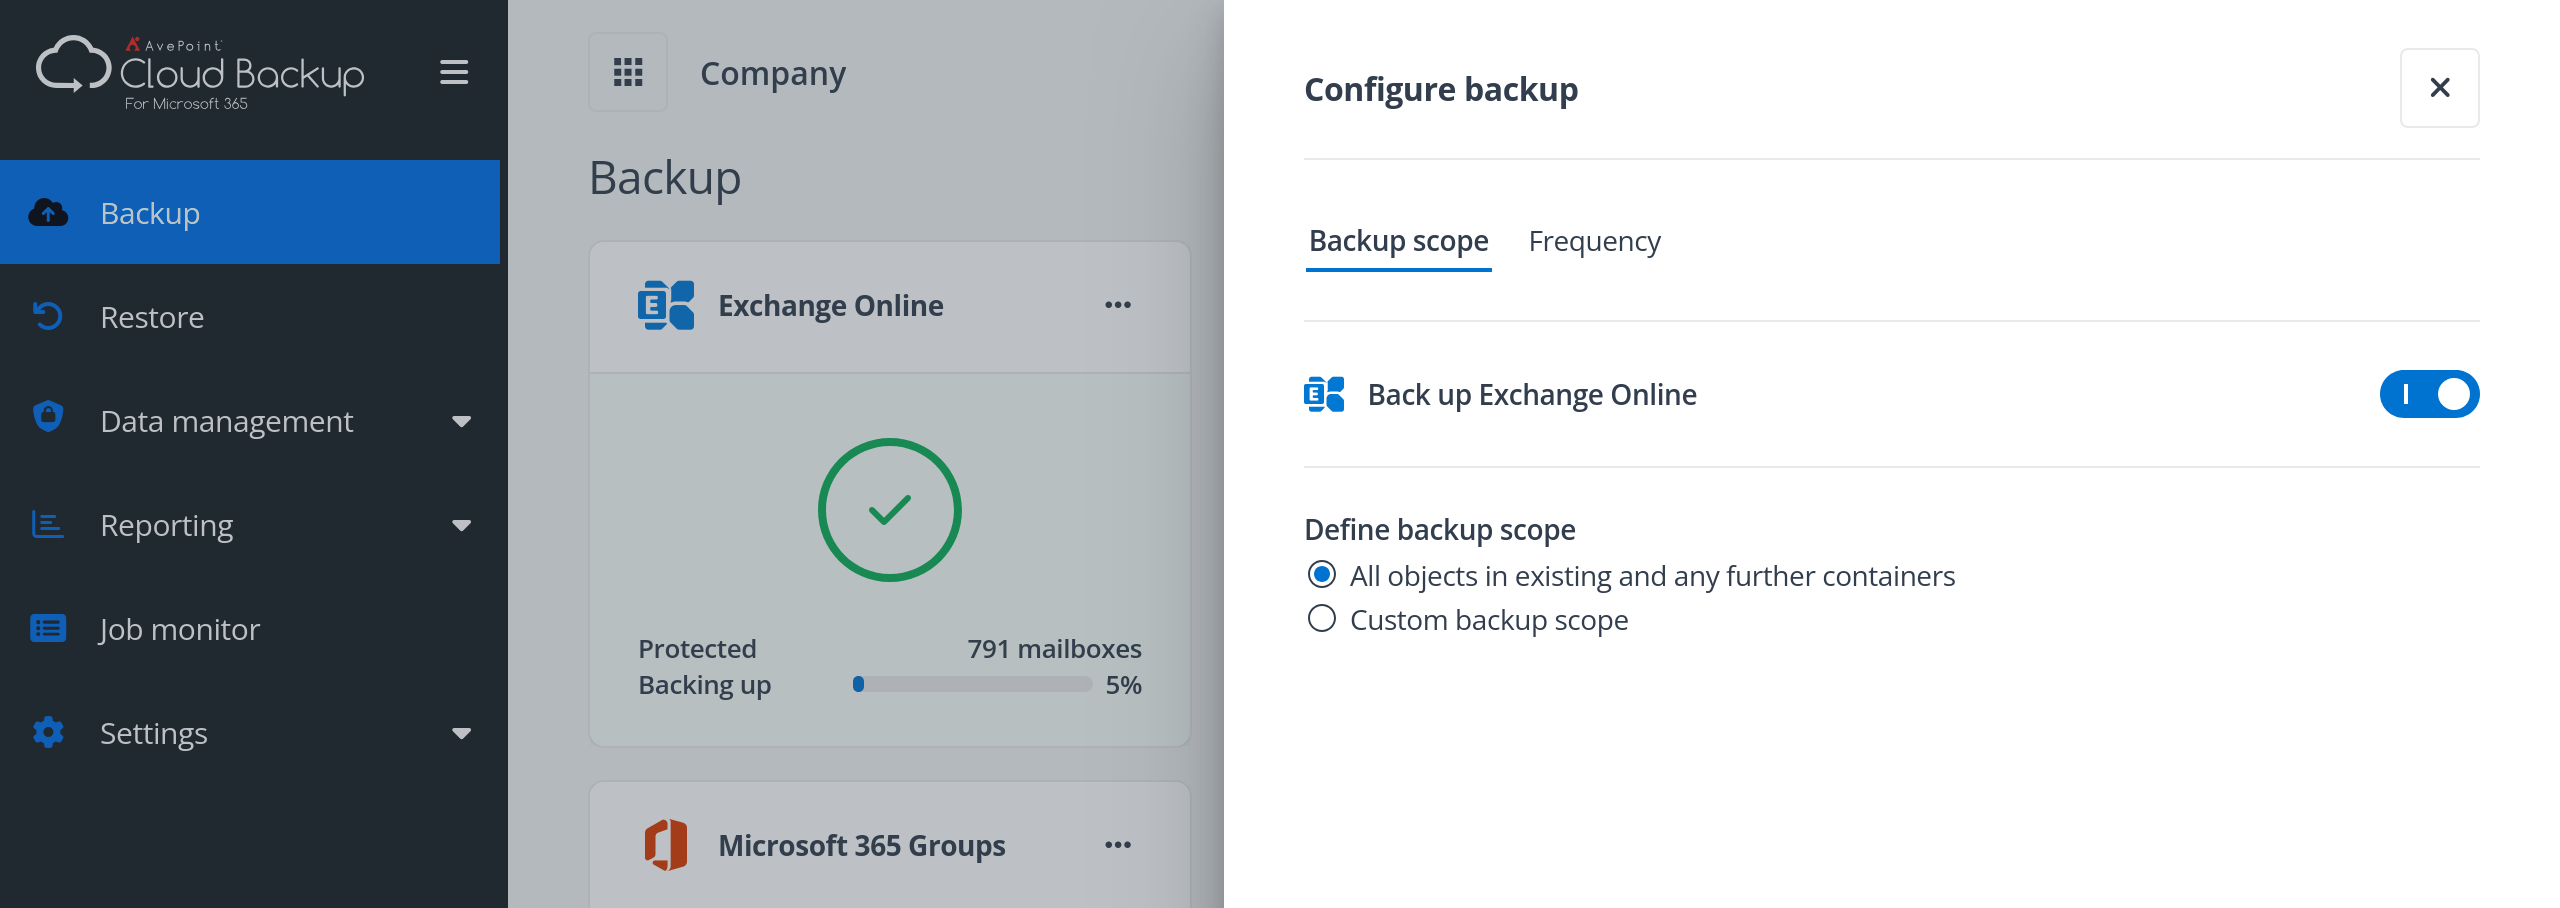 AvePoint
Cloud Backup
For Microsoft 365
Backup
Restore
Data management
Reporting
Job monitor
Settings
Company
Backup
E
Exchange Online
Protected
791 mailboxes
Backing up
5%
Microsoft 365 Groups
Configure backup
Backup scope
Frequency
E
Back up Exchange Online
Define backup scope
All objects in existing and any further containers
Custom backup scope